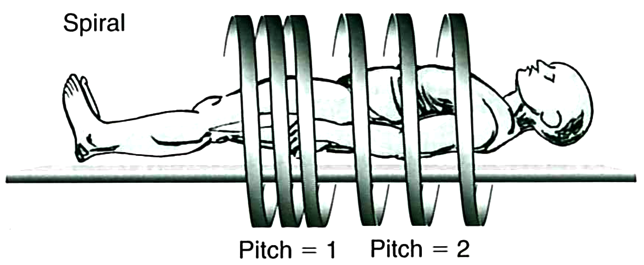 Spiral
Pitch = 1 Pitch = 2